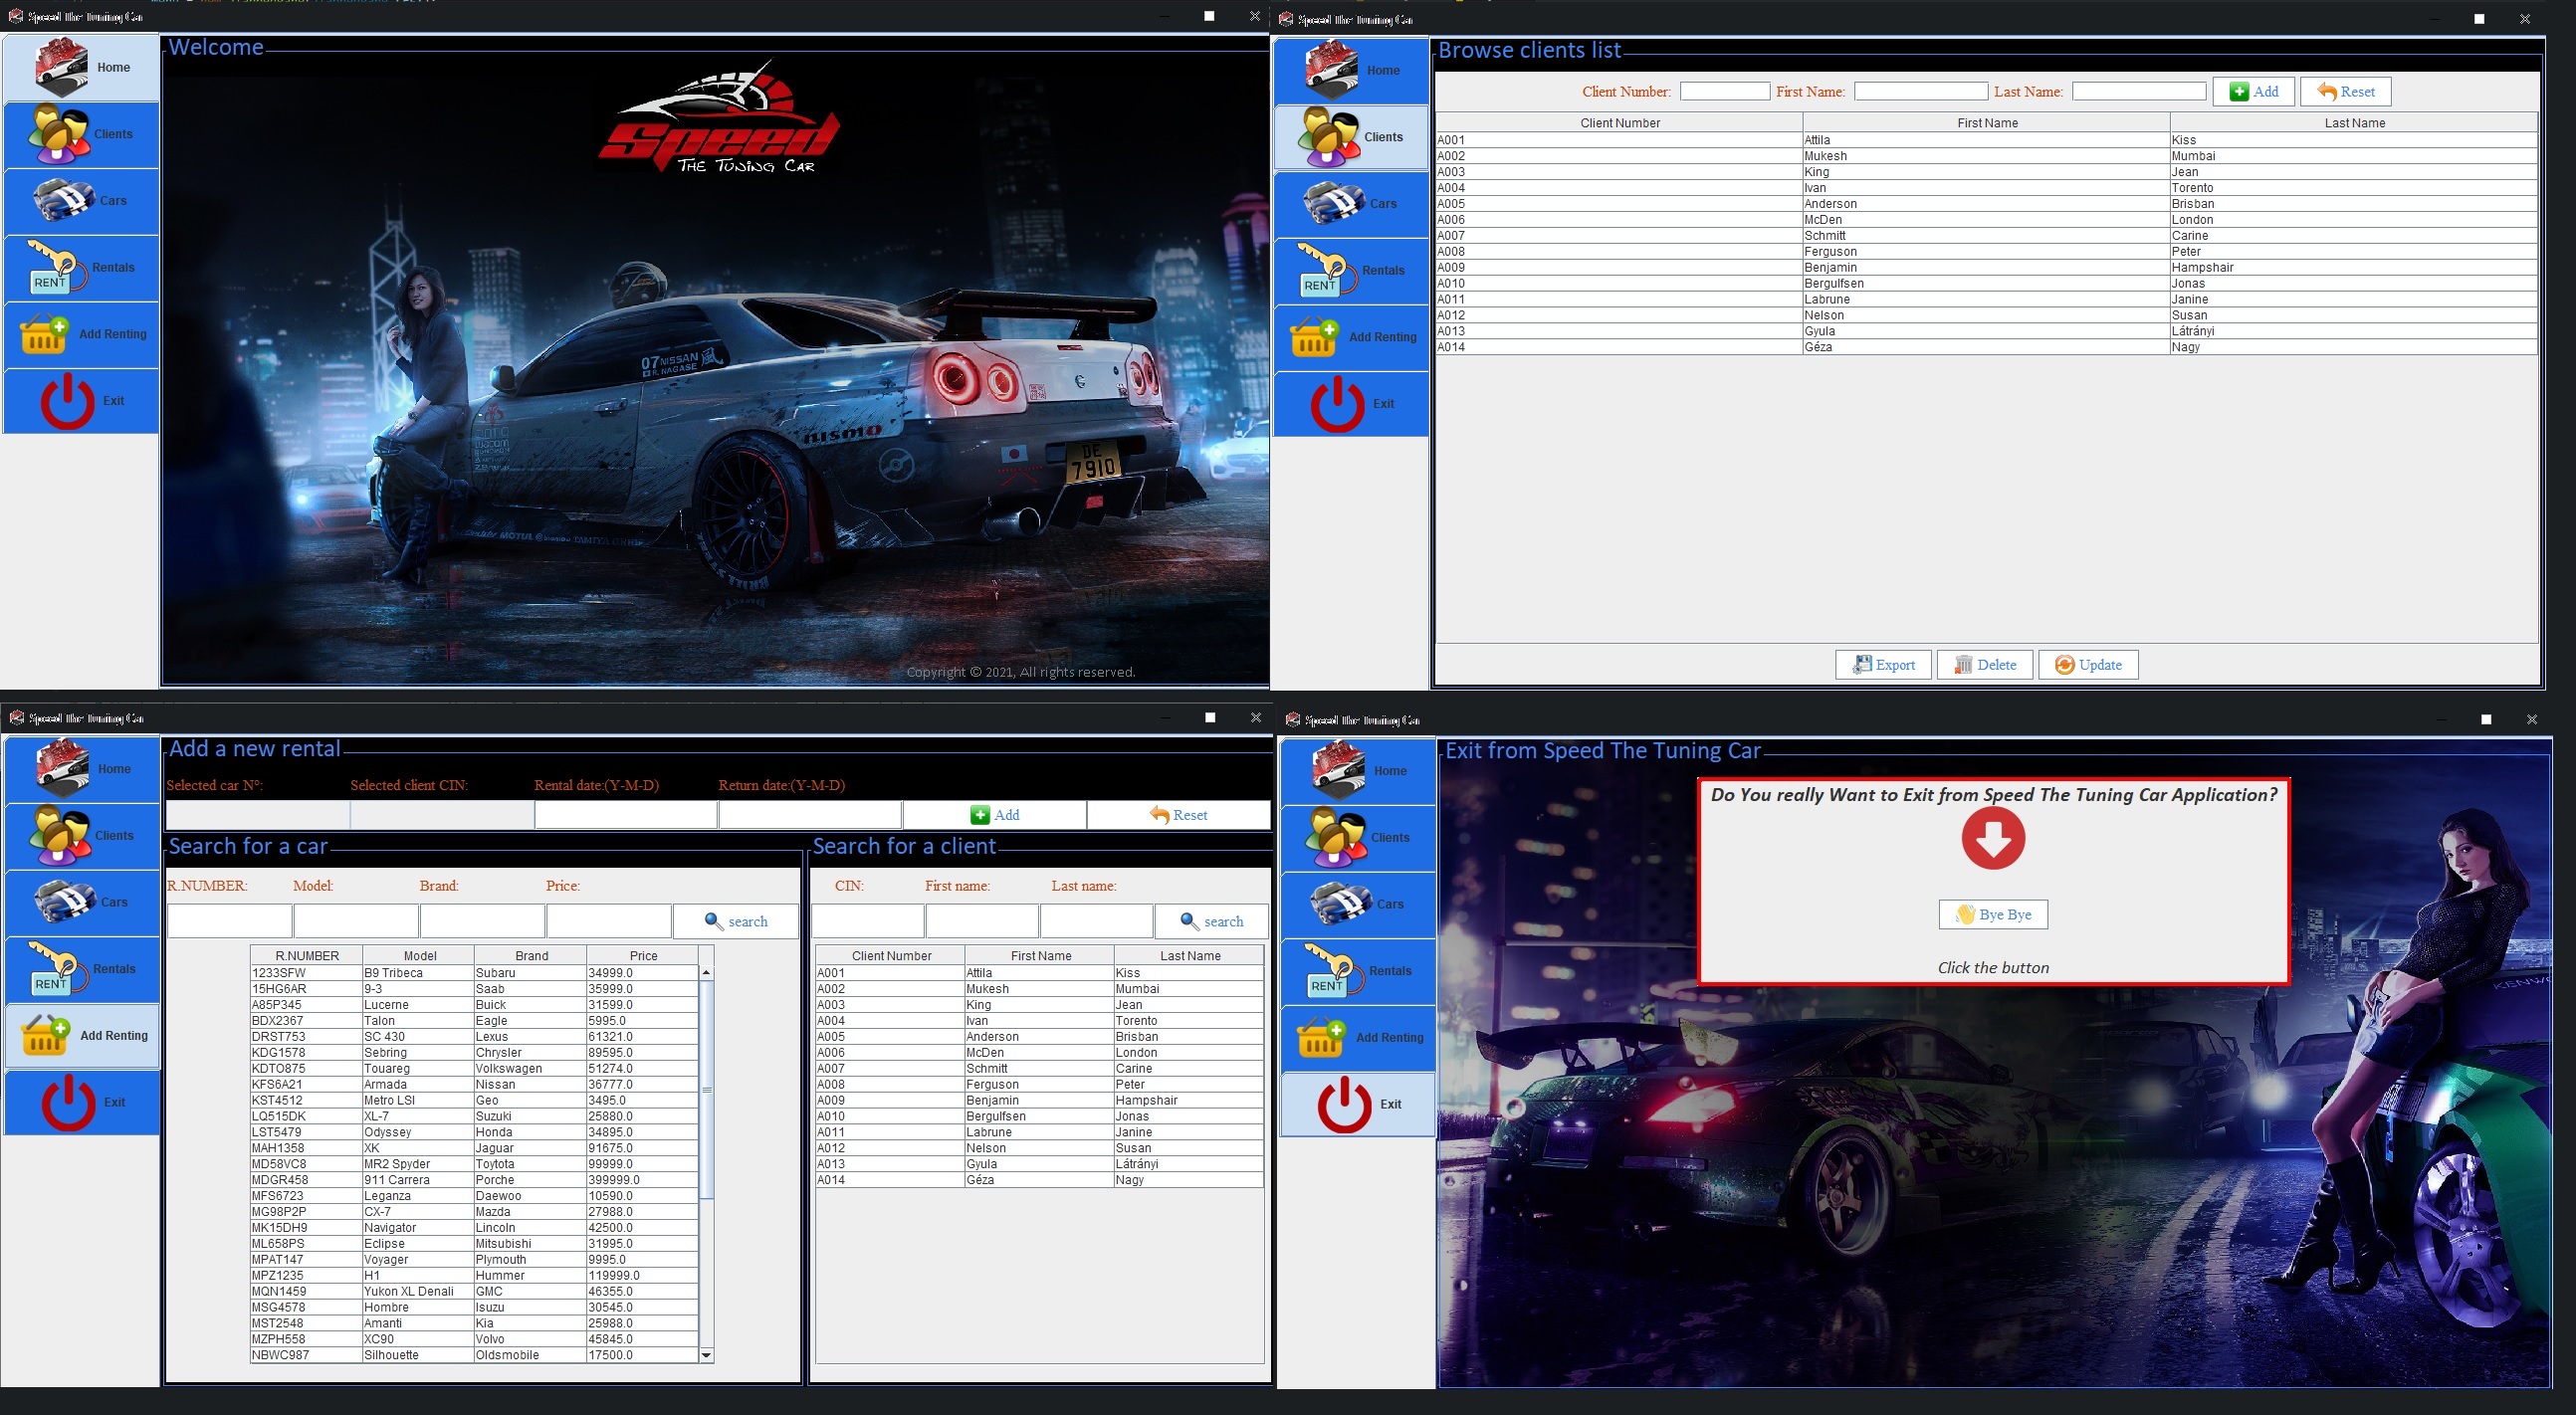 Speed The Tuning Car
Home
Clients
Cars
Rentals
RENT
Add Renting
Exit
Welcome
Speed
THE TUNING CAR
07 NISSAN 風
R. NAGASE
nismo
DE
7910
Copyright © 2021, All rights reserved.
Speed The Tuning Car
Home
Clients
Cars
Rentals
RENT
Add Renting
Exit
Browse clients list
Client Number: First Name: Last Name: Add Reset
Client Number First Name Last Name
A001 Attila Kiss
A002 Mukesh Mumbai
A003 King Jean
A004 Ivan Torento
A005 Anderson Brisban
A006 McDen London
A007 Schmitt Carine
A008 Ferguson Peter
A009 Benjamin Hampshair
A010 Bergulfsen Jonas
A011 Labrune Janine
A012 Nelson Susan
A013 Gyula Látrányi
A014 Géza Nagy
Export Delete Update
Speed The Tuning Car
Home
Clients
Cars
Rentals
RENT
Add Renting
Exit
Add a new rental
Selected car N°: Selected client CIN: Rental date:(Y-M-D) Return date:(Y-M-D)
Add Reset
Search for a car
R.NUMBER: Model: Brand: Price:
search
R.NUMBER Model Brand Price
1233SFW B9 Tribeca Subaru 34999.0
15HG6AR 9-3 Saab 35999.0
A85P345 Lucerne Buick 31599.0
BDX2367 Talon Eagle 5995.0
DRST753 SC 430 Lexus 61321.0
KDG1578 Sebring Chrysler 89595.0
KDTO875 Touareg Volkswagen 51274.0
KFS6A21 Armada Nissan 36777.0
KST4512 Metro LSI Geo 3495.0
LQ515DK XL-7 Suzuki 25880.0
LST5479 Odyssey Honda 34895.0
MAH1358 XK Jaguar 91675.0
MD58VC8 MR2 Spyder Toytota 99999.0
MDGR458 911 Carrera Porche 399999.0
MFS6723 Leganza Daewoo 10590.0
MG98P2P CX-7 Mazda 27988.0
MK15DH9 Navigator Lincoln 42500.0
ML658PS Eclipse Mitsubishi 31995.0
MPAT147 Voyager Plymouth 9995.0
MPZ1235 H1 Hummer 119999.0
MQN1459 Yukon XL Denali GMC 46355.0
MSG4578 Hombre Isuzu 30545.0
MST2548 Amanti Kia 25988.0
MZPH558 XC90 Volvo 45845.0
NBWC987 Silhouette Oldsmobile 17500.0
Search for a client
CIN: First name: Last name:
search
Client Number First Name Last Name
A001 Attila Kiss
A002 Mukesh Mumbai
A003 King Jean
A004 Ivan Torento
A005 Anderson Brisban
A006 McDen London
A007 Schmitt Carine
A008 Ferguson Peter
A009 Benjamin Hampshair
A010 Bergulfsen Jonas
A011 Labrune Janine
A012 Nelson Susan
A013 Gyula Látrányi
A014 Géza Nagy
Speed The Tuning Car
Home
Clients
Cars
Rentals
RENT
Add Renting
Exit
Exit from Speed The Tuning Car
Do You really Want to Exit from Speed The Tuning Car Application?
Bye Bye
Click the button